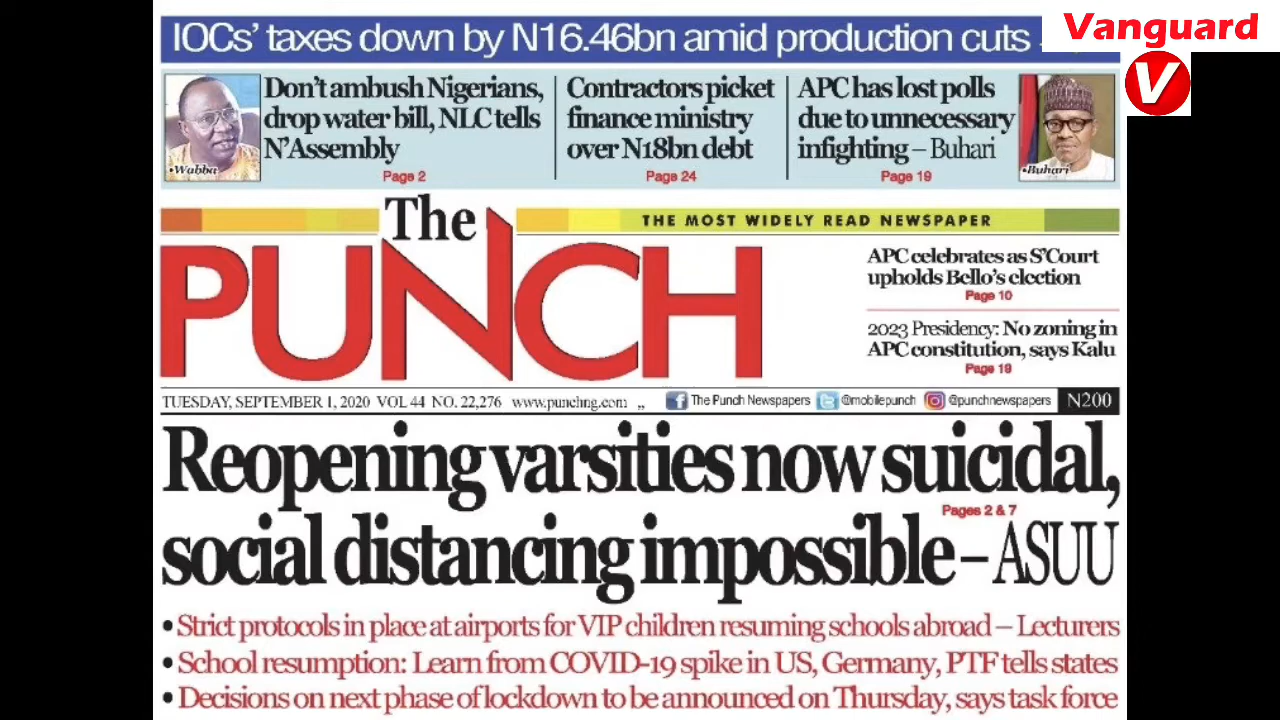 IOCs' taxes down by N16.46bn amid production cuts
Vanguard
V
Don't ambush Nigerians,
drop water bill, NLC tells
N'Assembly
Page 2
•Wabba
Contractors picket
finance ministry
over N18bn debt
Page 24
APC has lost polls
due to unnecessary
infighting – Buhari
Page 19
•Buhari
The
PUNCH
THE MOST WIDELY READ NEWSPAPER
APC celebrates as S'Court
upholds Bello's election
Page 10
2023 Presidency: No zoning in
APC constitution, says Kalu
Page 19
TUESDAY, SEPTEMBER 1, 2020 VOL 44 NO. 22,276 www.punchng.com ,, The Punch Newspapers @mobilepunch @punchnewspapers N200
Reopening varsities now suicidal,
Pages 2 & 7
social distancing impossible – ASUU
• Strict protocols in place at airports for VIP children resuming schools abroad – Lecturers
• School resumption: Learn from COVID-19 spike in US, Germany, PTF tells states
• Decisions on next phase of lockdown to be announced on Thursday, says task force